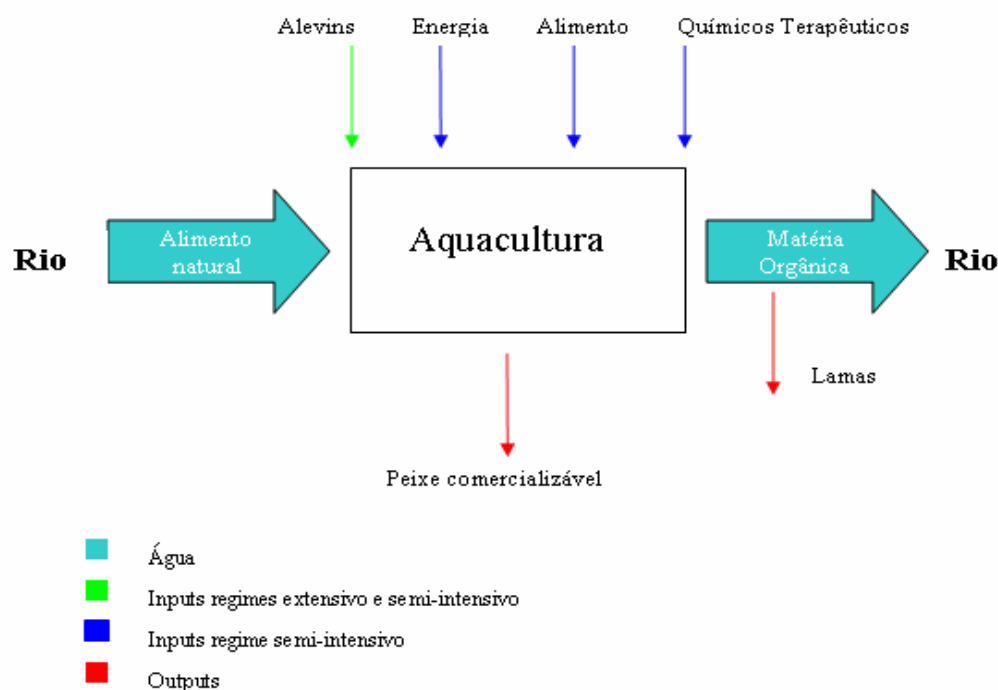 Alevins Energia Alimento Químicos Terapêuticos
Aquacultura
Rio
Alimento
natural
Matéria
Orgânica
Rio
Lamas
Peixe comercializável
Água
Inputs regimes extensivo e semi-intensivo
Inputs regime semi-intensivo
Outputs